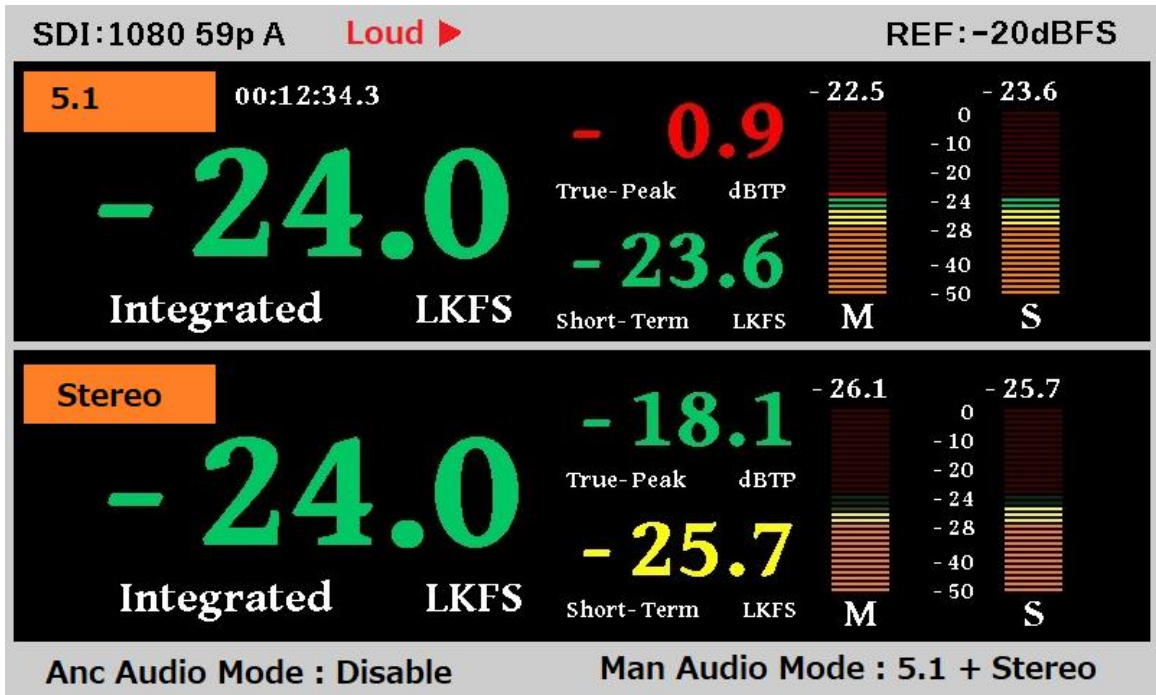 SDI:1080 59p A Loud ▶ REF:-20dBFS
5.1 00:12:34.3
-24.0
Integrated LKFS
- 0.9
True-Peak dBTP
-23.6
Short-Term LKFS
-22.5 -23.6
0
-10
-20
-24
-28
-40
-50
M S
Stereo
-24.0
Integrated LKFS
-18.1
True-Peak dBTP
-25.7
Short-Term LKFS
-26.1 -25.7
0
-10
-20
-24
-28
-40
-50
M S
Anc Audio Mode : Disable Man Audio Mode : 5.1 + Stereo